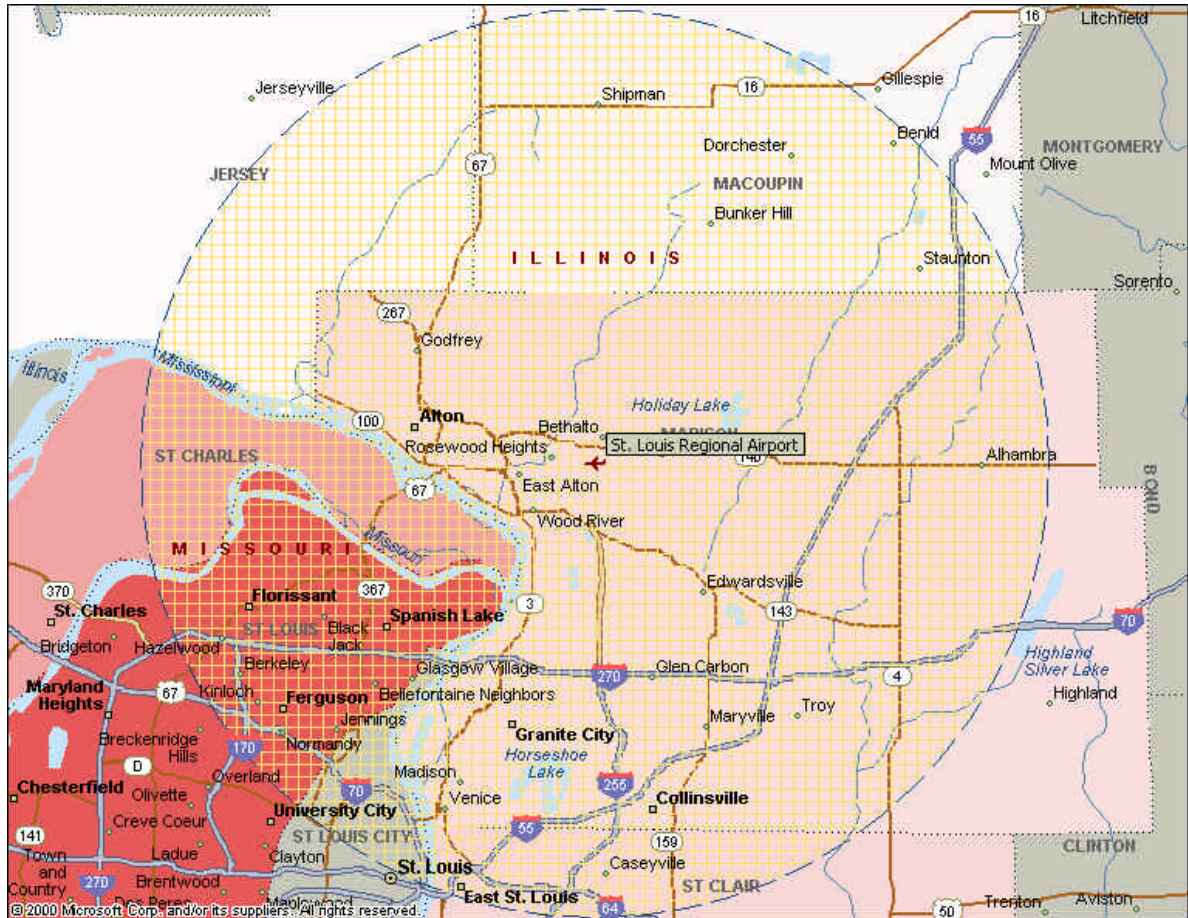 16
Litchfield
Jerseyville
Shipman
16
Gillespie
Benld
55
Dorchester
MONTGOMERY
67
Mount Olive
JERSEY
MACOUPIN
Bunker Hill
ILLINOIS
Staunton
Sorento
267
Godfrey
Mississippi
Illinois
Holiday Lake
100
Alton
Bethalto
MADISON
Rosewood Heights
St. Louis Regional Airport
140
Alhambra
ST CHARLES
East Alton
67
BOND
Wood River
Missouri
MISSOURI
370
367
Edwardsville
Florissant
3
143
St. Charles
Spanish Lake
70
ST LOUIS
Black
Jack
Bridgeton
Hazelwood
Berkeley
Glasgow Village
Glen Carbon
Highland
Silver Lake
270
4
Maryland
Heights
67
Kinloch
Ferguson
Bellefontaine Neighbors
Highland
Jennings
Troy
Maryville
Granite City
Breckenridge
Hills
170
Normandy
Horseshoe
Lake
D
Overland
Madison
255
Chesterfield
Olivette
70
Venice
Collinsville
University City
Creve Coeur
55
141
ST LOUIS CITY
159
CLINTON
Town
and
Country
Ladue
Clayton
St. Louis
Caseyville
270
Brentwood
East St. Louis
ST CLAIR
Des Peres
Maplewood
64
50
Trenton
Aviston
© 2000 Microsoft Corp. and/or its suppliers. All rights reserved.